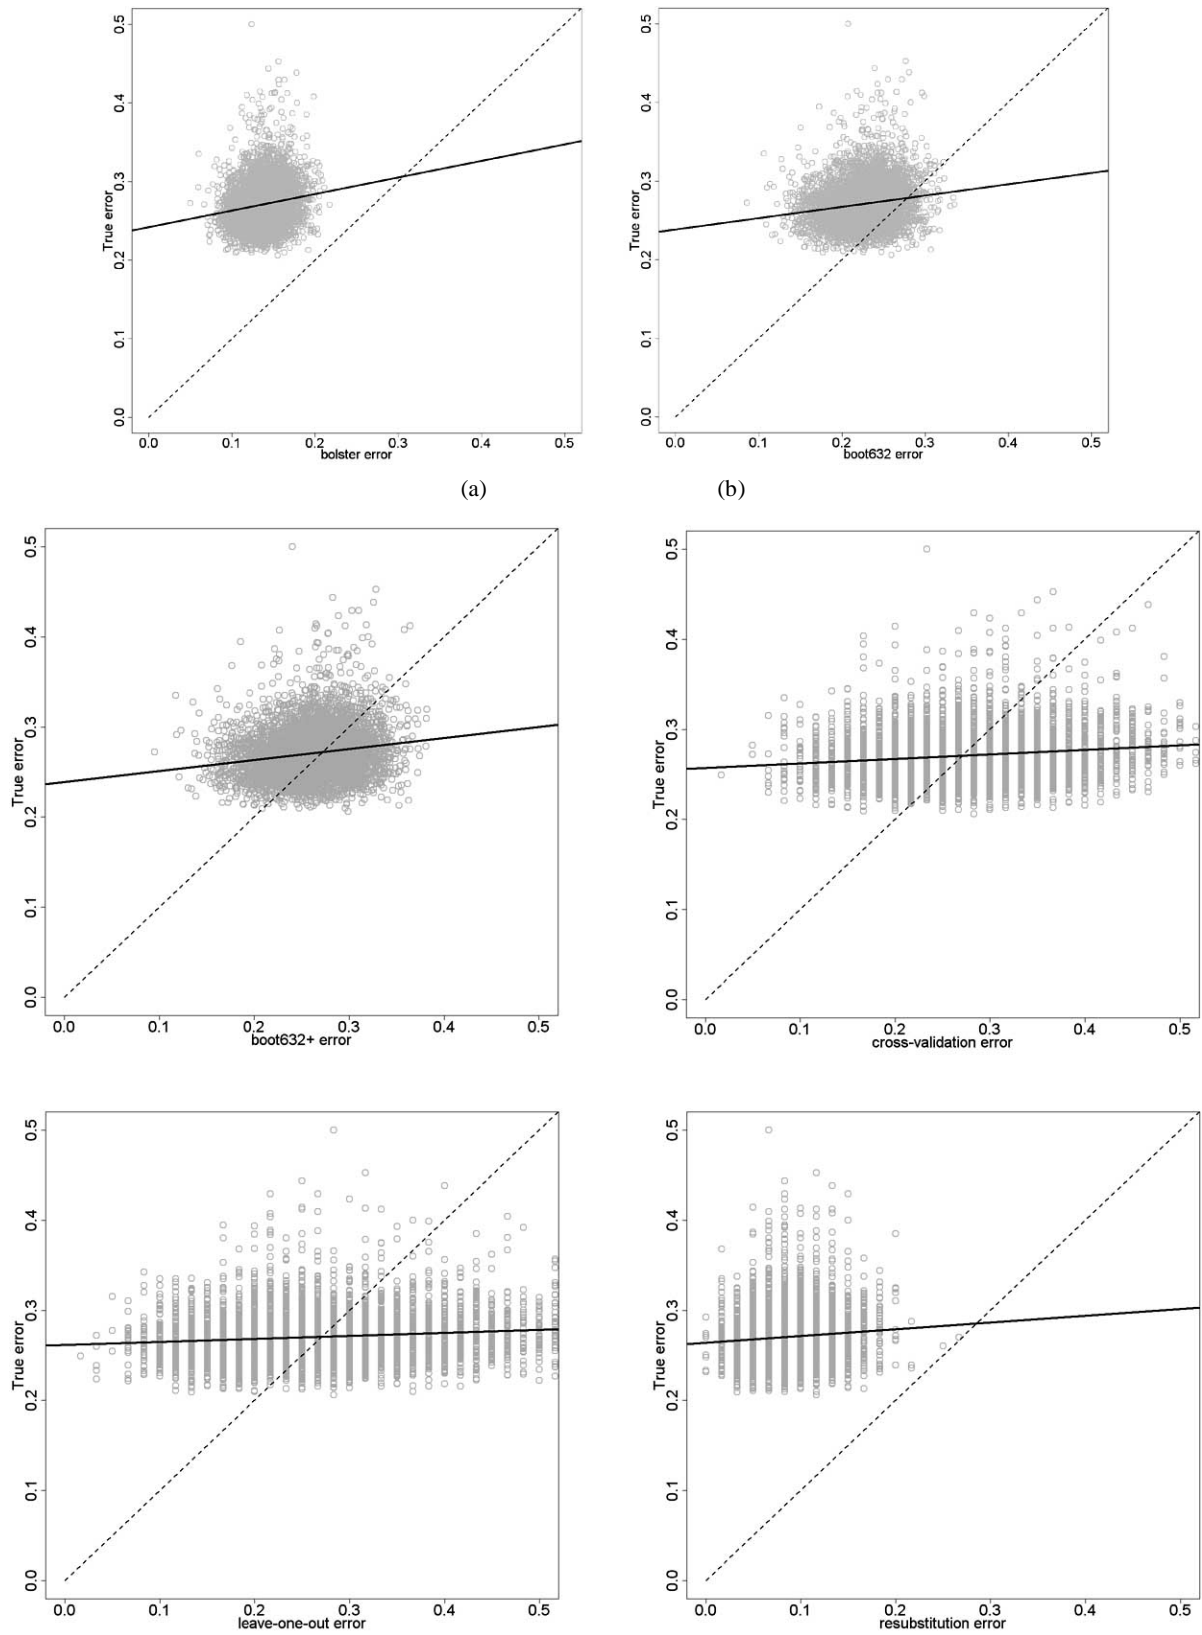 0.5
0.4
0.3
0.2
0.1
0.0
True error
0.0 0.1 0.2 0.3 0.4 0.5
bolster error
0.5
0.4
0.3
0.2
0.1
0.0
True error
0.0 0.1 0.2 0.3 0.4 0.5
boot632 error
(a) (b)
0.5
0.4
0.3
0.2
0.1
0.0
True error
0.0 0.1 0.2 0.3 0.4 0.5
boot632+ error
0.5
0.4
0.3
0.2
0.1
0.0
True error
0.0 0.1 0.2 0.3 0.4 0.5
cross-validation error
0.5
0.4
0.3
0.2
0.1
0.0
True error
0.0 0.1 0.2 0.3 0.4 0.5
leave-one-out error
0.5
0.4
0.3
0.2
0.1
0.0
True error
0.0 0.1 0.2 0.3 0.4 0.5
resubstitution error